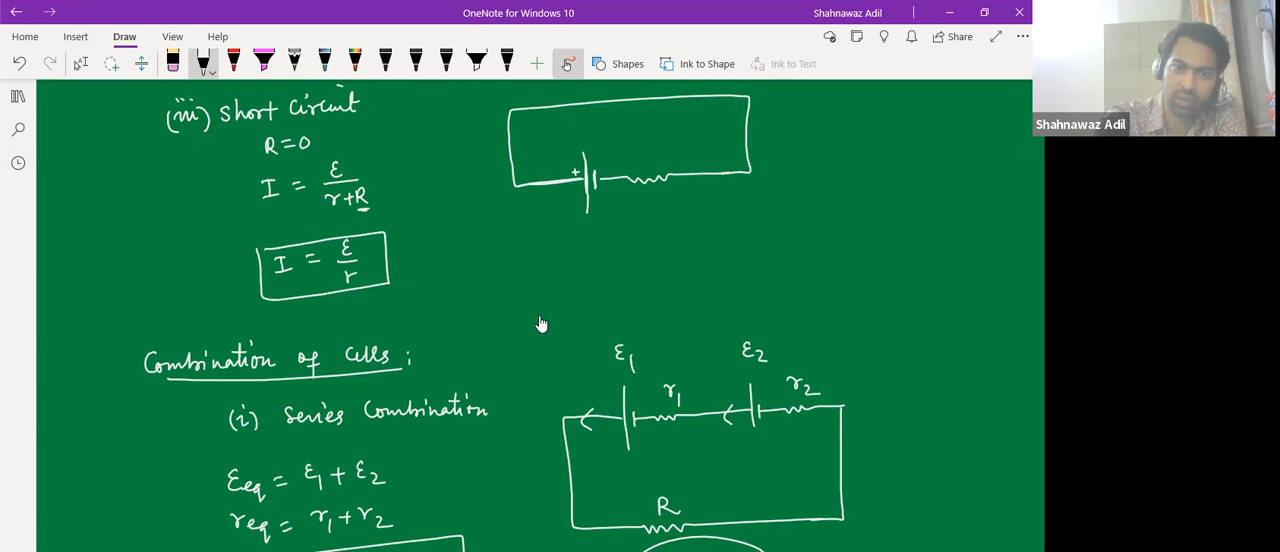 OneNote for Windows 10
Shahnawaz Adil
Home Insert Draw View Help
Share
Shapes Ink to Shape Ink to Text
Shahnawaz Adil
(iii) Short Circuit
R=0
I = ε/(r+R)
+
I = ε/r
Combination of Cells :
(i) Series Combination
ε1 ε2
r1 r2
εeq = ε1 + ε2
req = r1 + r2
R